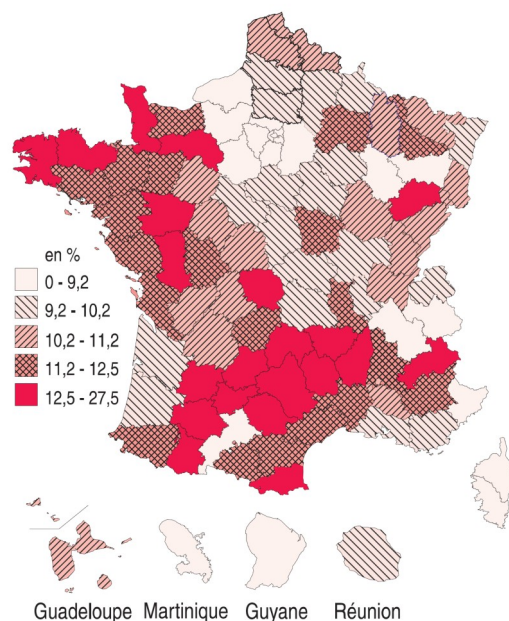 en %
0 - 9,2
9,2 - 10,2
10,2 - 11,2
11,2 - 12,5
12,5 - 27,5
Guadeloupe Martinique Guyane Réunion